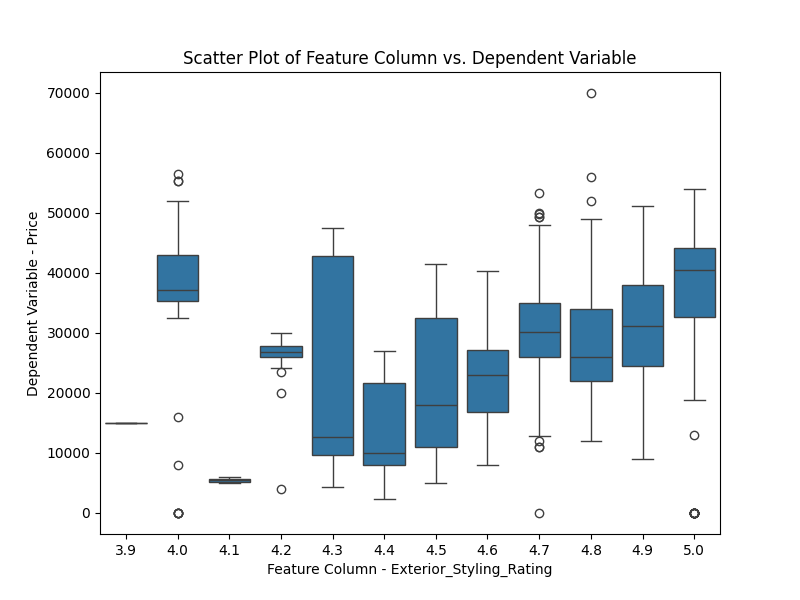 Scatter Plot of Feature Column vs. Dependent Variable
Dependent Variable - Price
70000
60000
50000
40000
30000
20000
10000
0
3.9 4.0 4.1 4.2 4.3 4.4 4.5 4.6 4.7 4.8 4.9 5.0
Feature Column - Exterior_Styling_Rating